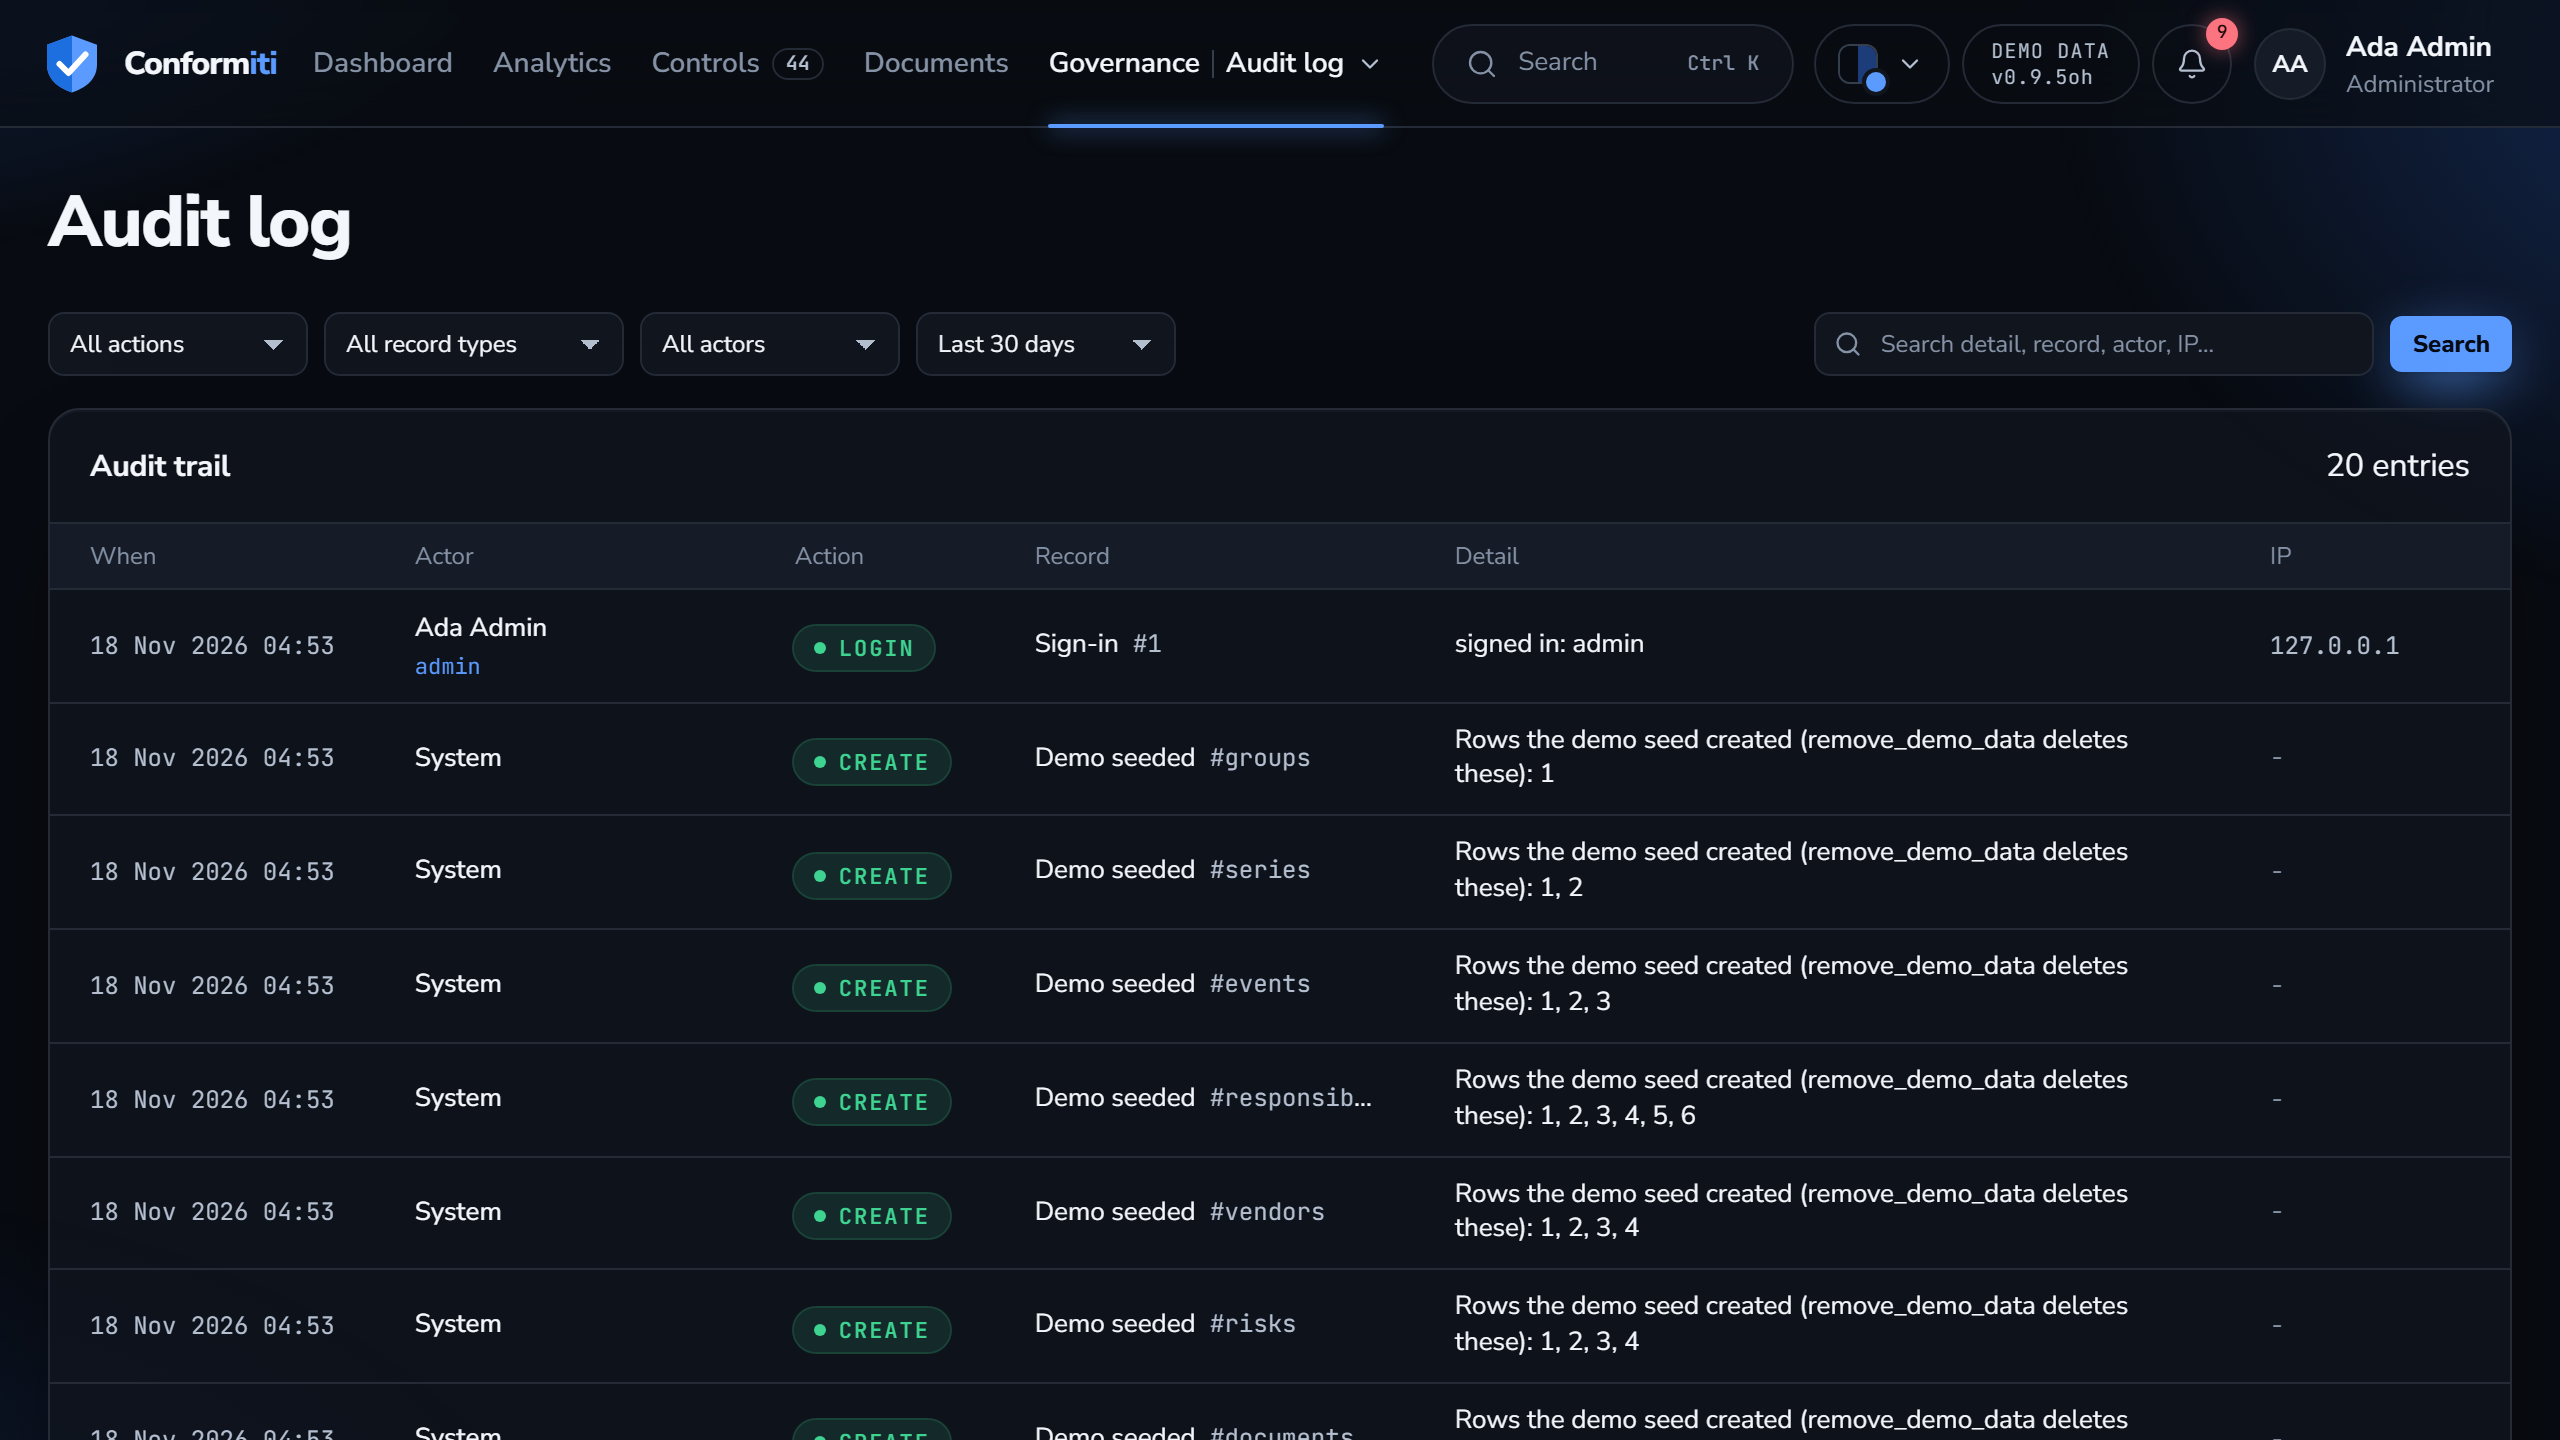 Conformiti
Dashboard
Analytics
Controls 44
Documents
Governance | Audit log
Search Ctrl K
DEMO DATA
v0.9.5oh
9
AA
Ada Admin
Administrator
Audit log
All actions
All record types
All actors
Last 30 days
Search detail, record, actor, IP...
Search
Audit trail
20 entries
When Actor Action Record Detail IP
18 Nov 2026 04:53 Ada Admin LOGIN Sign-in #1 signed in: admin 127.0.0.1
admin
18 Nov 2026 04:53 System CREATE Demo seeded #groups Rows the demo seed created (remove_demo_data deletes -
these): 1
18 Nov 2026 04:53 System CREATE Demo seeded #series Rows the demo seed created (remove_demo_data deletes -
these): 1, 2
18 Nov 2026 04:53 System CREATE Demo seeded #events Rows the demo seed created (remove_demo_data deletes -
these): 1, 2, 3
18 Nov 2026 04:53 System CREATE Demo seeded #responsib... Rows the demo seed created (remove_demo_data deletes -
these): 1, 2, 3, 4, 5, 6
18 Nov 2026 04:53 System CREATE Demo seeded #vendors Rows the demo seed created (remove_demo_data deletes -
these): 1, 2, 3, 4
18 Nov 2026 04:53 System CREATE Demo seeded #risks Rows the demo seed created (remove_demo_data deletes -
these): 1, 2, 3, 4
18 Nov 2026 04:53 System CREATE Demo seeded #documents Rows the demo seed created (remove_demo_data deletes -